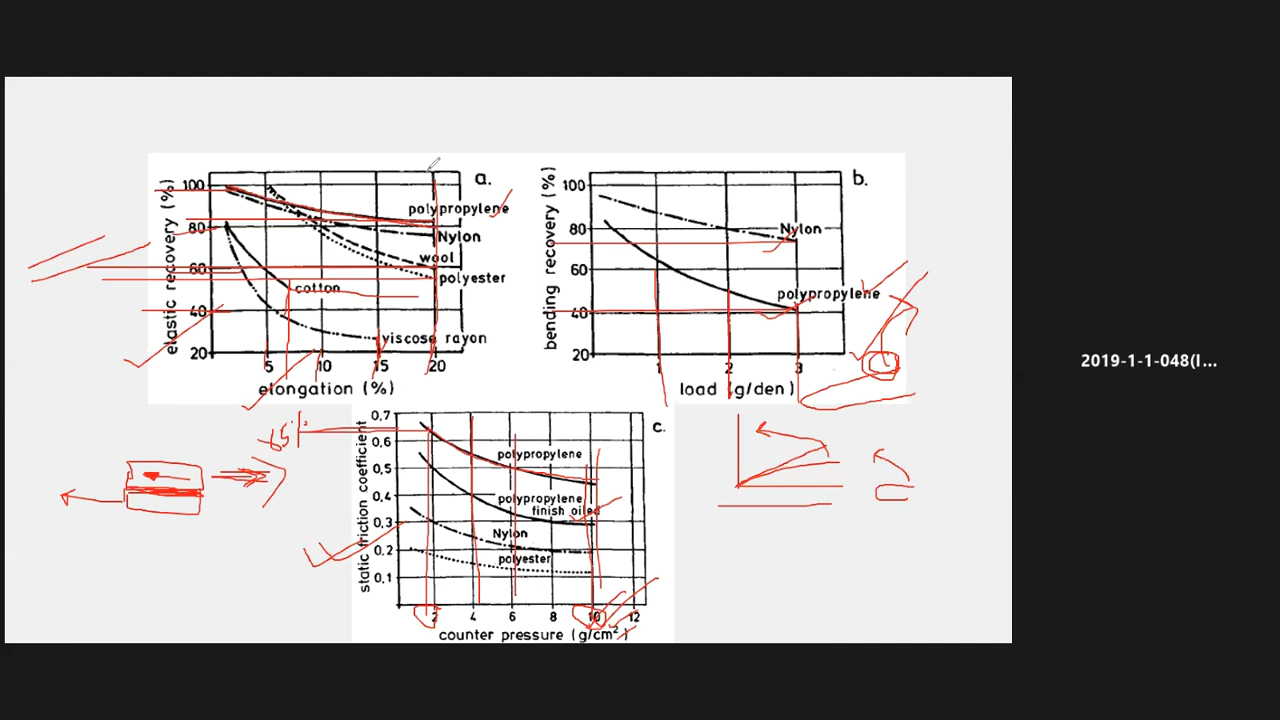 a.
elastic recovery (%)
100
80
60
40
20
5
10
15
20
elongation (%)
polypropylene
Nylon
wool
polyester
cotton
viscose rayon
b.
bending recovery (%)
100
80
60
40
20
1
2
3
load (g/den)
Nylon
polypropylene
c.
static friction coefficient
0,7
0,6
0,5
0,4
0,3
0,2
0,1
2
4
6
8
10
12
counter pressure (g/cm²)
polypropylene
polypropylene
finish oiled
Nylon
polyester
2019-1-1-048(I...